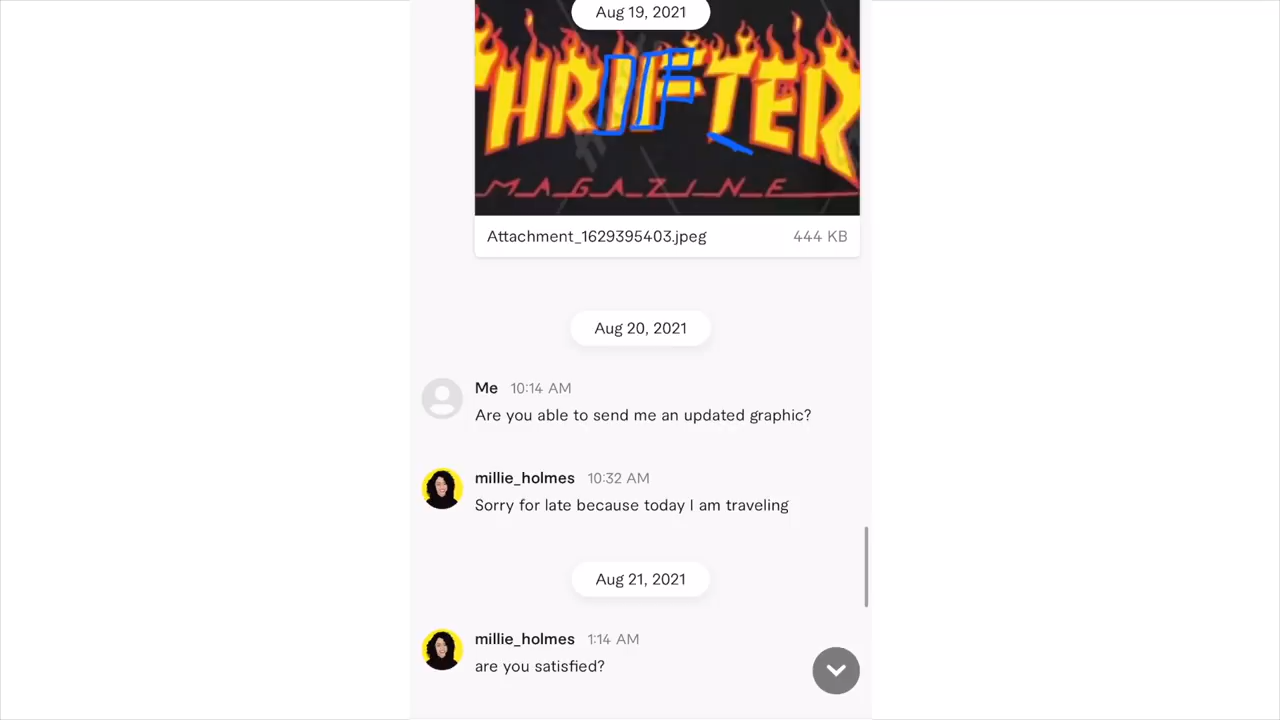 Aug 19, 2021
THRIFTER
MAGAZINE
Attachment_1629395403.jpeg 444 KB
Aug 20, 2021
Me 10:14 AM
Are you able to send me an updated graphic?
millie_holmes 10:32 AM
Sorry for late because today I am traveling
Aug 21, 2021
millie_holmes 1:14 AM
are you satisfied?